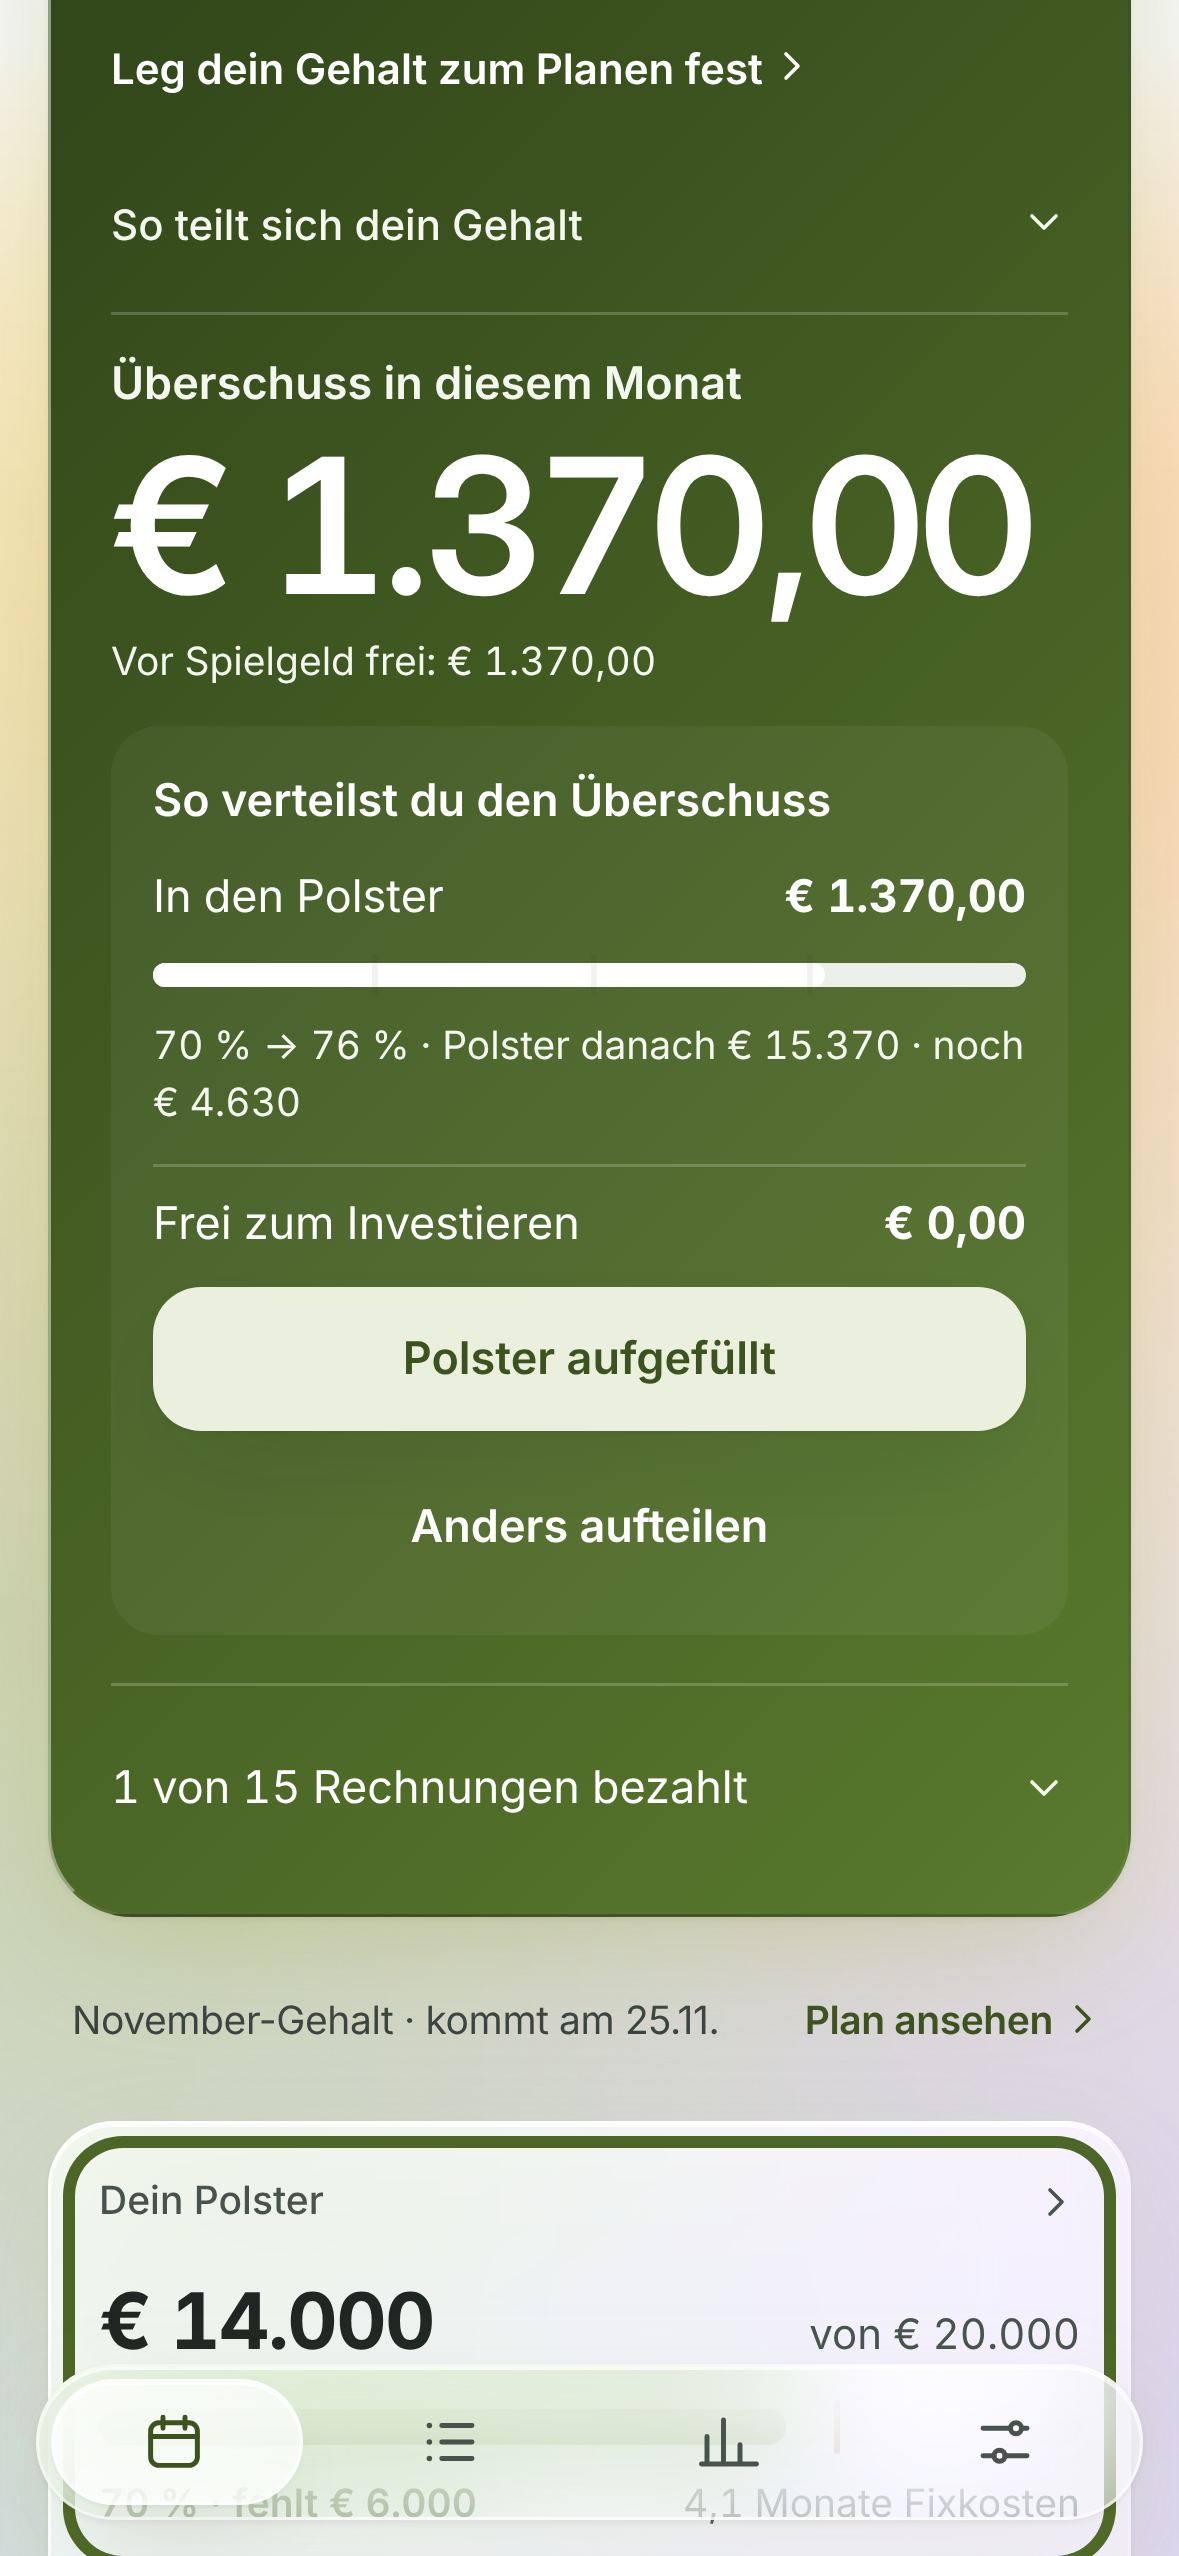 Leg dein Gehalt zum Planen fest
So teilt sich dein Gehalt
Überschuss in diesem Monat
€ 1.370,00
Vor Spielgeld frei: € 1.370,00
So verteilst du den Überschuss
In den Polster € 1.370,00
70 % → 76 % · Polster danach € 15.370 · noch
€ 4.630
Frei zum Investieren € 0,00
Polster aufgefüllt
Anders aufteilen
1 von 15 Rechnungen bezahlt
November-Gehalt · kommt am 25.11. Plan ansehen
Dein Polster
€ 14.000 von € 20.000
70 % · fehlt € 6.000 4,1 Monate Fixkosten